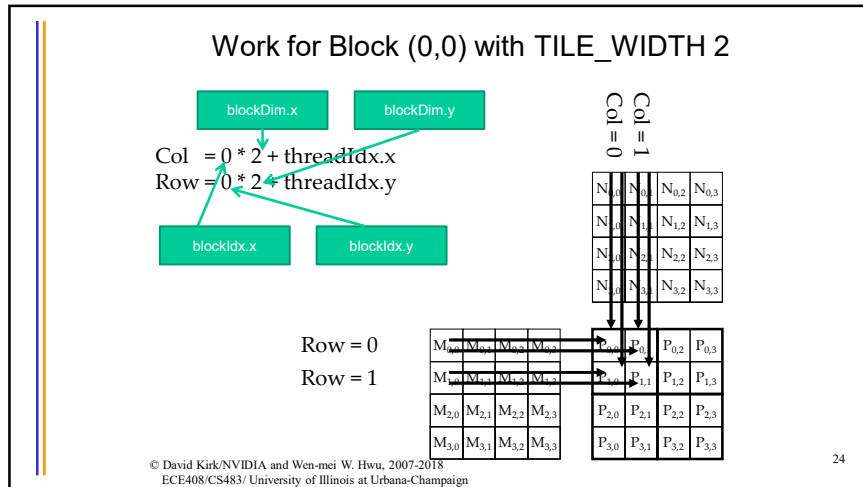 Work for Block (0,0) with TILE_WIDTH 2
blockDim.x blockDim.y
Col = 0 * 2 + threadIdx.x
Row = 0 * 2 + threadIdx.y
blockIdx.x blockIdx.y
Col = 0
Col = 1
N0,0 N0,1 N0,2 N0,3
N1,0 N1,1 N1,2 N1,3
N2,0 N2,1 N2,2 N2,3
N3,0 N3,1 N3,2 N3,3
Row = 0
Row = 1
M0,0 M0,1 M0,2 M0,3
M1,0 M1,1 M1,2 M1,3
M2,0 M2,1 M2,2 M2,3
M3,0 M3,1 M3,2 M3,3
P0,0 P0, P0,2 P0,3
P1,0 P1,1 P1,2 P1,3
P2,0 P2,1 P2,2 P2,3
P3,0 P3,1 P3,2 P3,3
© David Kirk/NVIDIA and Wen-mei W. Hwu, 2007-2018
ECE408/CS483/ University of Illinois at Urbana-Champaign
24